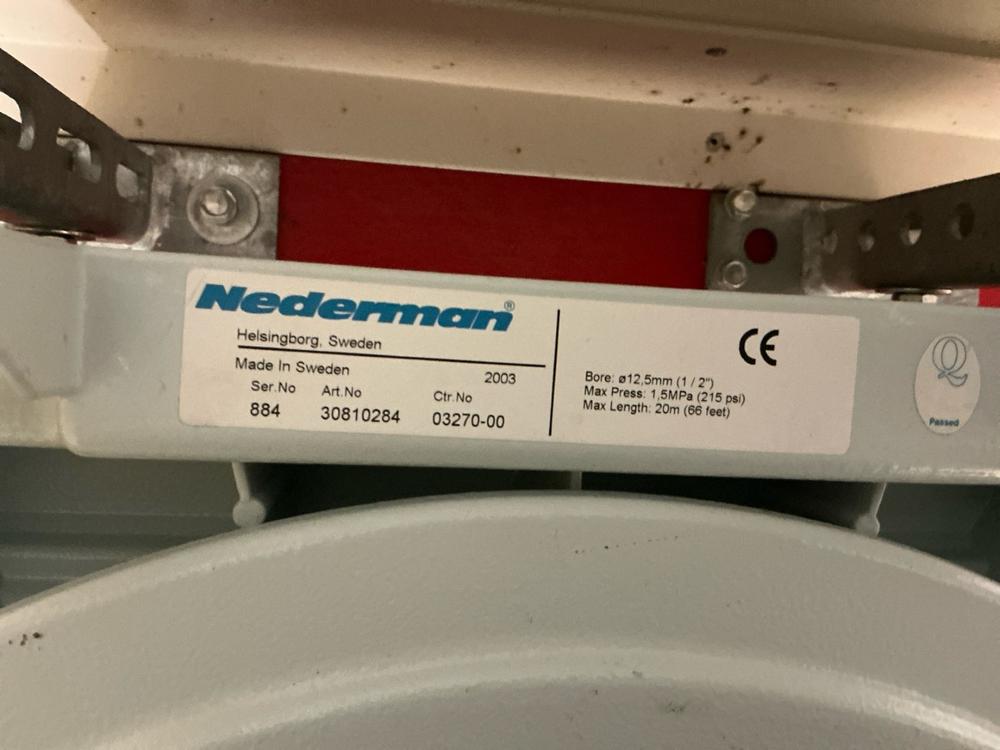 Nederman®
Helsingborg, Sweden
Made In Sweden 2003
Ser.No Art.No Ctr.No
884 30810284 03270-00
CE
Bore: ø12,5mm (1 / 2")
Max Press: 1,5MPa (215 psi)
Max Length: 20m (66 feet)
Q
Passed